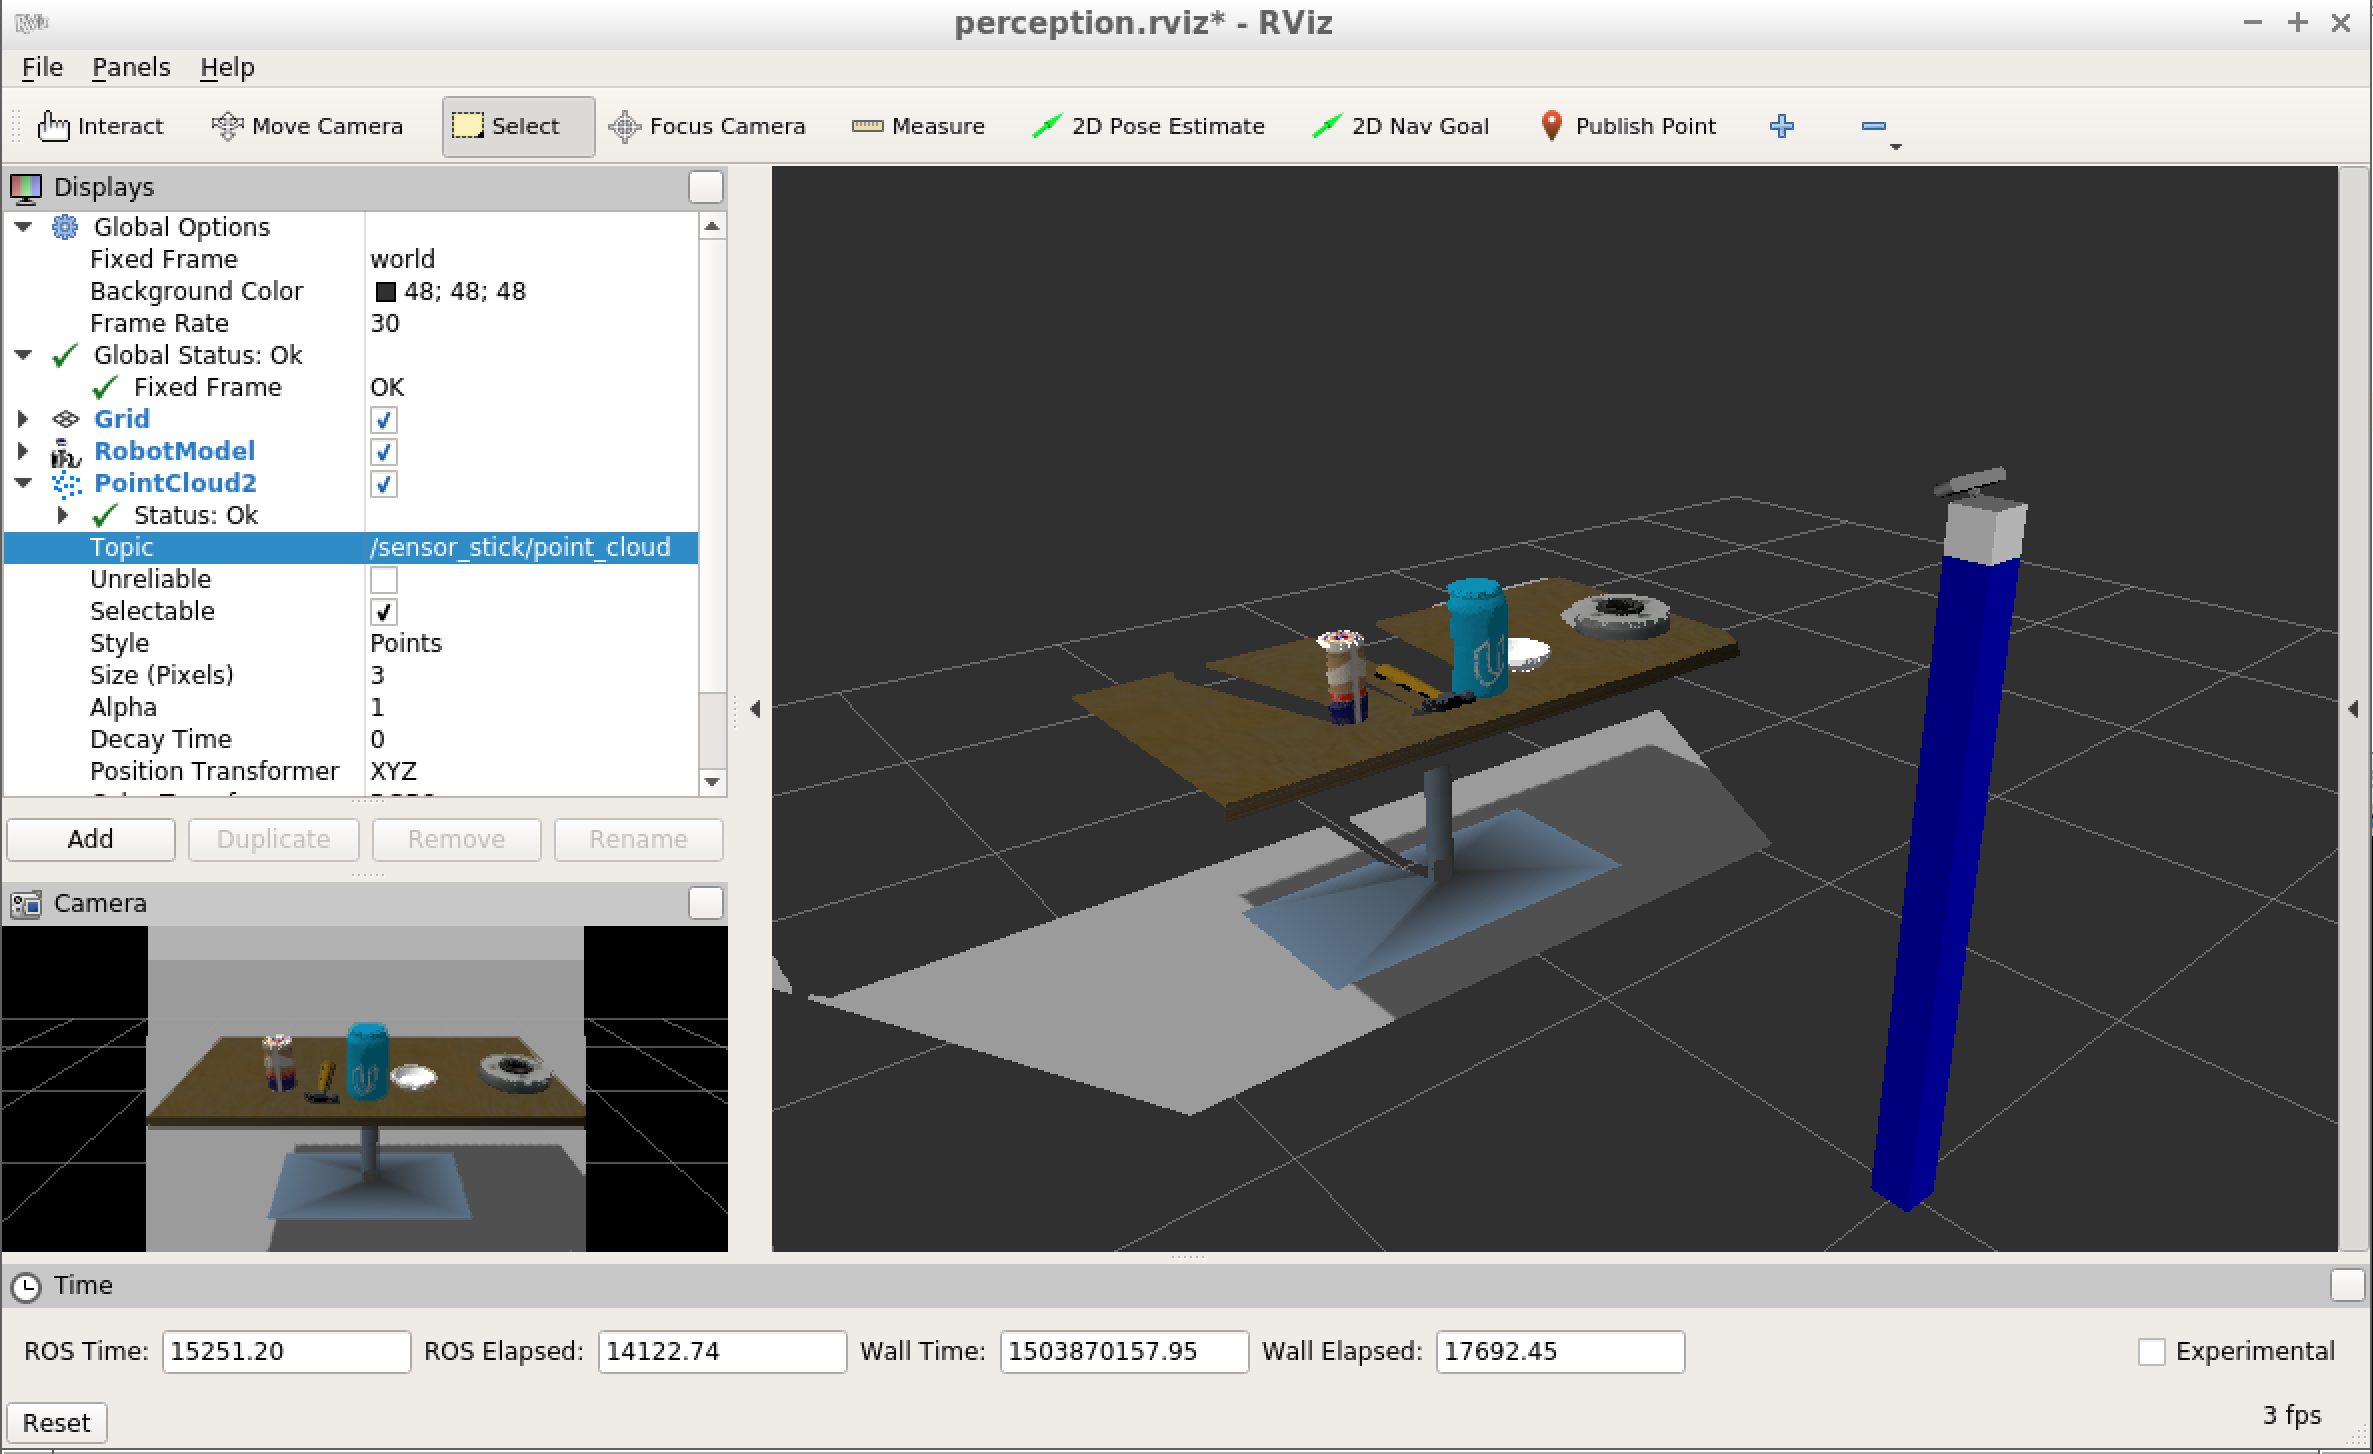 perception.rviz* - RViz
File Panels Help
Interact Move Camera Select Focus Camera Measure 2D Pose Estimate 2D Nav Goal Publish Point
Displays
Global Options
Fixed Frame world
Background Color 48; 48; 48
Frame Rate 30
Global Status: Ok
Fixed Frame OK
Grid
RobotModel
PointCloud2
Status: Ok
Topic /sensor_stick/point_cloud
Unreliable
Selectable
Style Points
Size (Pixels) 3
Alpha 1
Decay Time 0
Position Transformer XYZ
Add Duplicate Remove Rename
Camera
Time
ROS Time: 15251.20 ROS Elapsed: 14122.74 Wall Time: 1503870157.95 Wall Elapsed: 17692.45 Experimental
Reset 3 fps